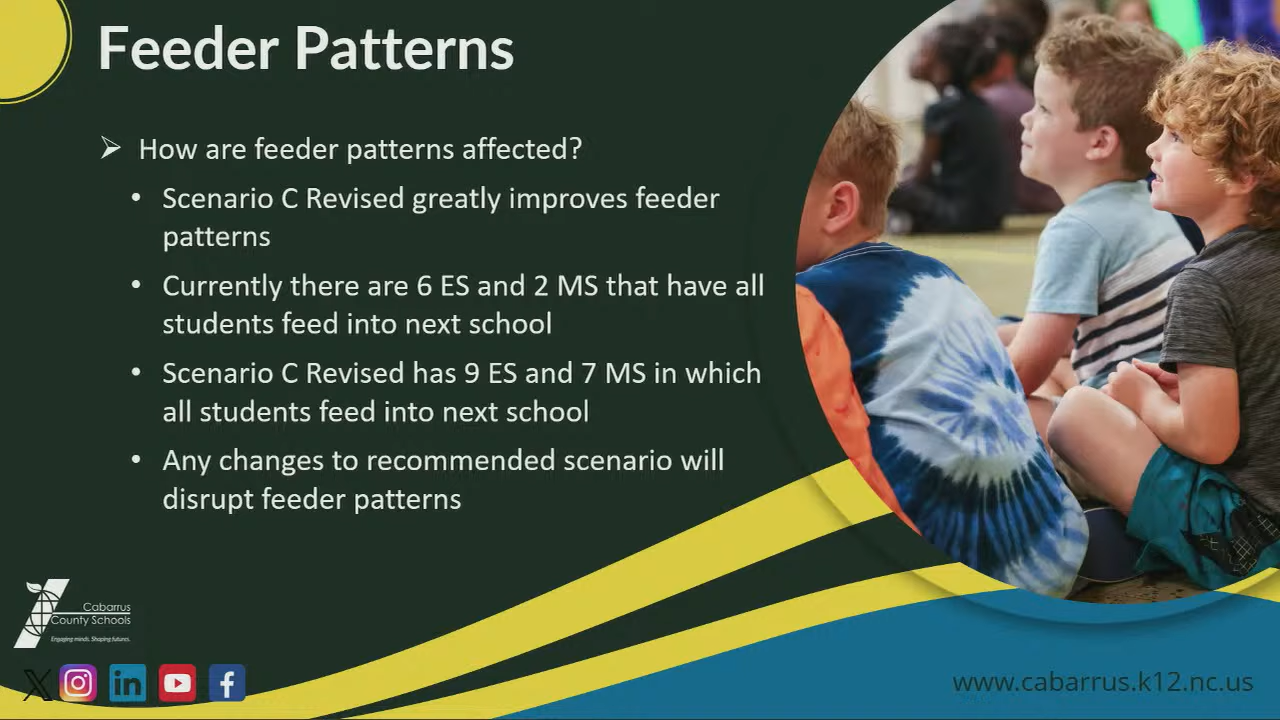 Feeder Patterns
How are feeder patterns affected?
Scenario C Revised greatly improves feeder
patterns
Currently there are 6 ES and 2 MS that have all
students feed into next school
Scenario C Revised has 9 ES and 7 MS in which
all students feed into next school
Any changes to recommended scenario will
disrupt feeder patterns
Cabarrus
County Schools
Engaging minds. Shaping futures.
www.cabarrus.k12.nc.us